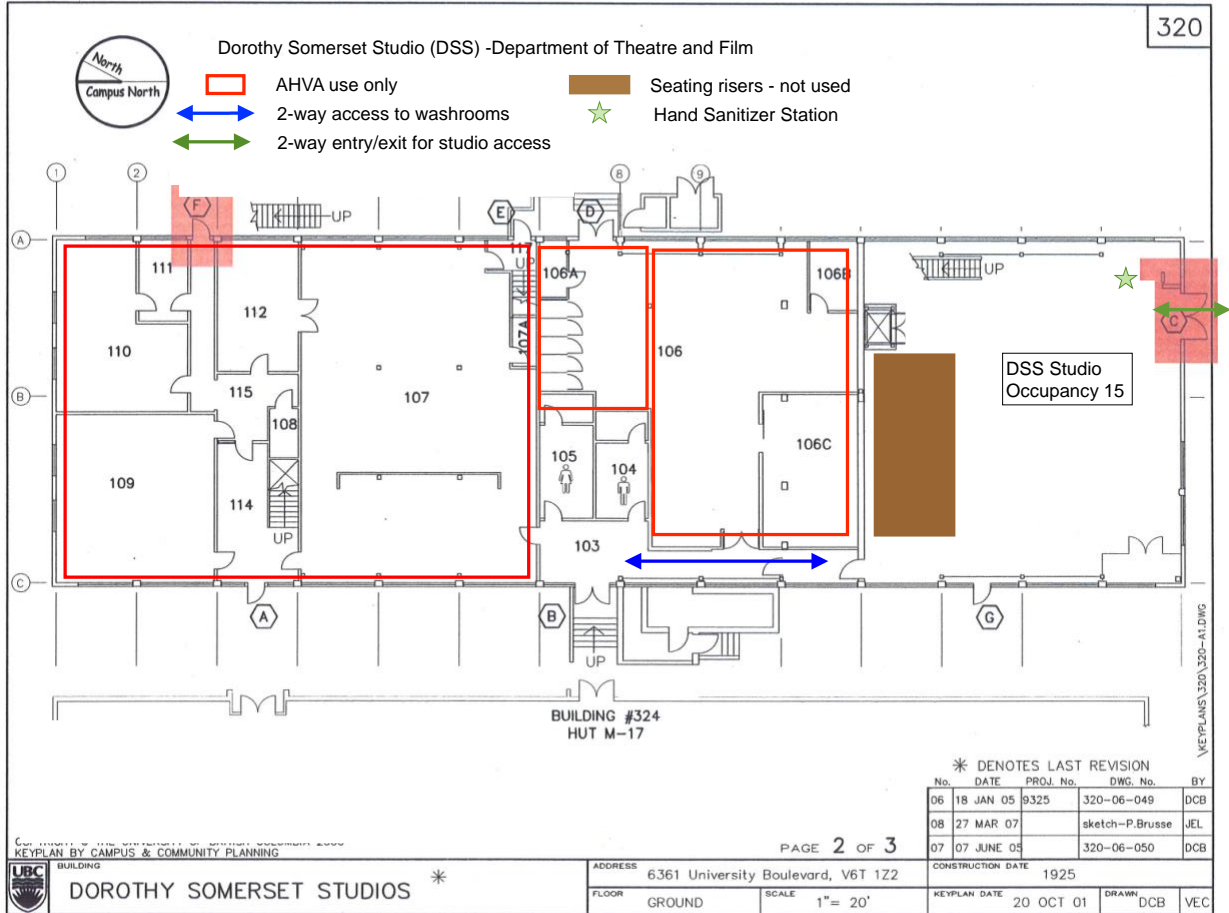 320
Dorothy Somerset Studio (DSS) -Department of Theatre and Film
North
Campus North
AHVA use only
Seating risers - not used
2-way access to washrooms
Hand Sanitizer Station
2-way entry/exit for studio access
1
2
8
9
F
UP
E
D
A
111
117
UP
106A
106B
UP
112
107A
C
110
106
DSS Studio
Occupancy 15
B
115
107
108
106C
105
104
109
114
UP
103
C
A
B
G
UP
BUILDING #324
HUT M-17
\KEYPLANS\320\320-A1.DWG
* DENOTES LAST REVISION
No. DATE PROJ. No. DWG. No. BY
06 18 JAN 05 9325 320-06-049 DCB
08 27 MAR 07 sketch-P.Brusse JEL
07 07 JUNE 05 320-06-050 DCB
KEYPLAN BY CAMPUS & COMMUNITY PLANNING
PAGE 2 OF 3
UBC
BUILDING
DOROTHY SOMERSET STUDIOS *
ADDRESS 6361 University Boulevard, V6T 1Z2
CONSTRUCTION DATE 1925
FLOOR GROUND
SCALE 1"= 20'
KEYPLAN DATE 20 OCT 01
DRAWN DCB VEC